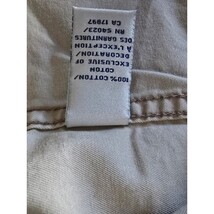 100% COTTON/
COTON
EXCLUSIVE OF
DECORATION/
À L'EXCEPTION
DES GARNITURES
RN 54023/
CA 17897